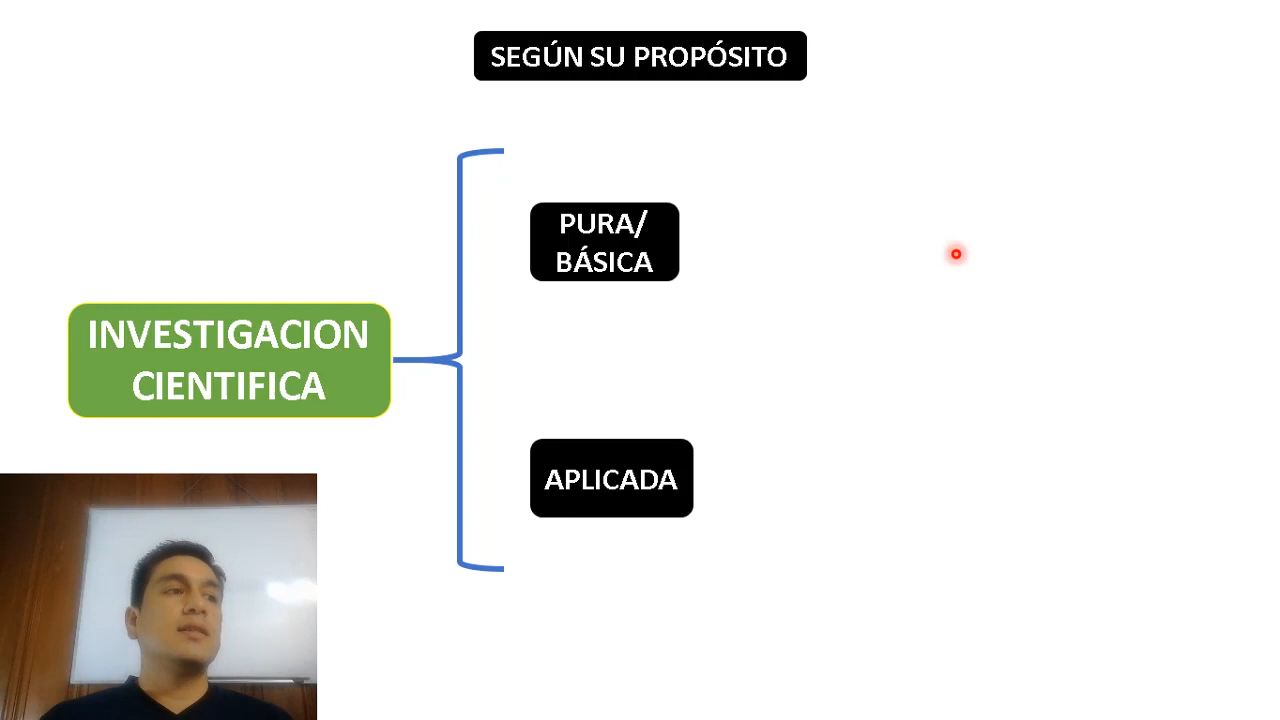 SEGÚN SU PROPÓSITO
PURA/
BÁSICA
INVESTIGACION
CIENTIFICA
APLICADA